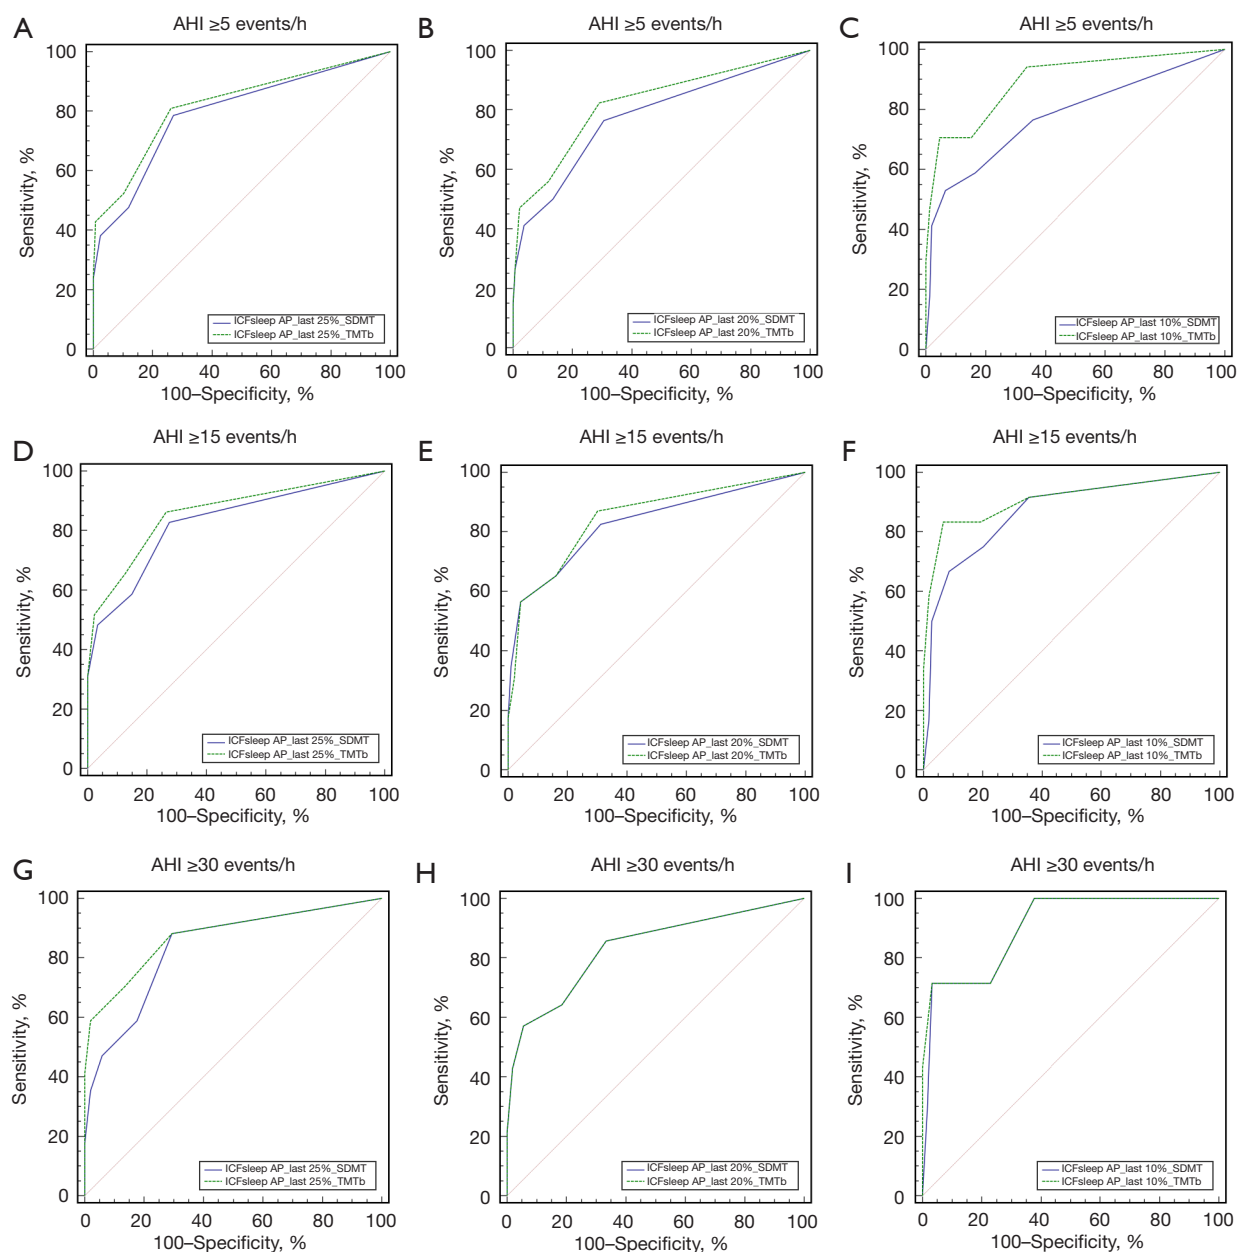 A
AHI ≥5 events/h
100
80
60
40
20
0
Sensitivity, %
ICFsleep AP_last 25%_SDMT
ICFsleep AP_last 25%_TMTb
0 20 40 60 80 100
100–Specificity, %
B
AHI ≥5 events/h
100
80
60
40
20
0
Sensitivity, %
ICFsleep AP_last 20%_SDMT
ICFsleep AP_last 20%_TMTb
0 20 40 60 80 100
100–Specificity, %
C
AHI ≥5 events/h
100
80
60
40
20
0
Sensitivity, %
ICFsleep AP_last 10%_SDMT
ICFsleep AP_last 10%_TMTb
0 20 40 60 80 100
100–Specificity, %
D
AHI ≥15 events/h
100
80
60
40
20
0
Sensitivity, %
ICFsleep AP_last 25%_SDMT
ICFsleep AP_last 25%_TMTb
0 20 40 60 80 100
100–Specificity, %
E
AHI ≥15 events/h
100
80
60
40
20
0
Sensitivity, %
ICFsleep AP_last 20%_SDMT
ICFsleep AP_last 20%_TMTb
0 20 40 60 80 100
100–Specificity, %
F
AHI ≥15 events/h
100
80
60
40
20
0
Sensitivity, %
ICFsleep AP_last 10%_SDMT
ICFsleep AP_last 10%_TMTb
0 20 40 60 80 100
100–Specificity, %
G
AHI ≥30 events/h
100
80
60
40
20
0
Sensitivity, %
ICFsleep AP_last 25%_SDMT
ICFsleep AP_last 25%_TMTb
0 20 40 60 80 100
100–Specificity, %
H
AHI ≥30 events/h
100
80
60
40
20
0
Sensitivity, %
ICFsleep AP_last 20%_SDMT
ICFsleep AP_last 20%_TMTb
0 20 40 60 80 100
100–Specificity, %
I
AHI ≥30 events/h
100
80
60
40
20
0
Sensitivity, %
ICFsleep AP_last 10%_SDMT
ICFsleep AP_last 10%_TMTb
0 20 40 60 80 100
100–Specificity, %